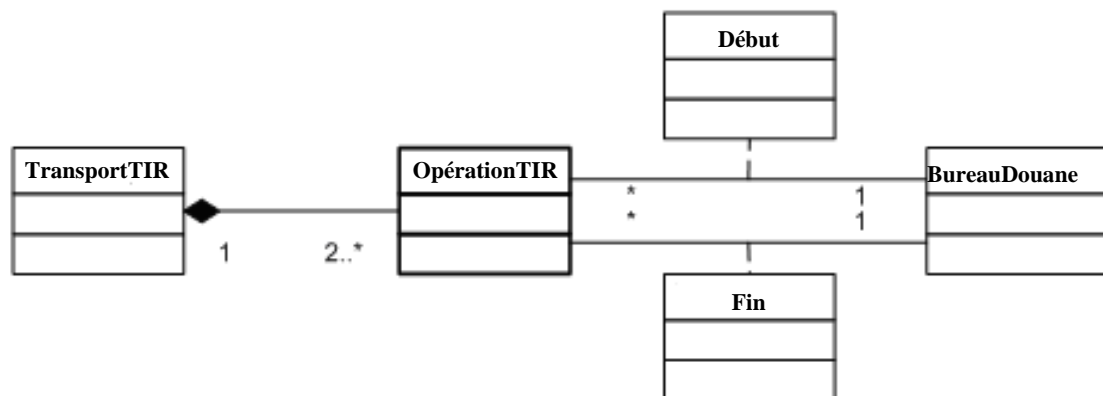 Début
TransportTIR
OpérationTIR
BureauDouane
* 1
* 1
1 2..*
Fin